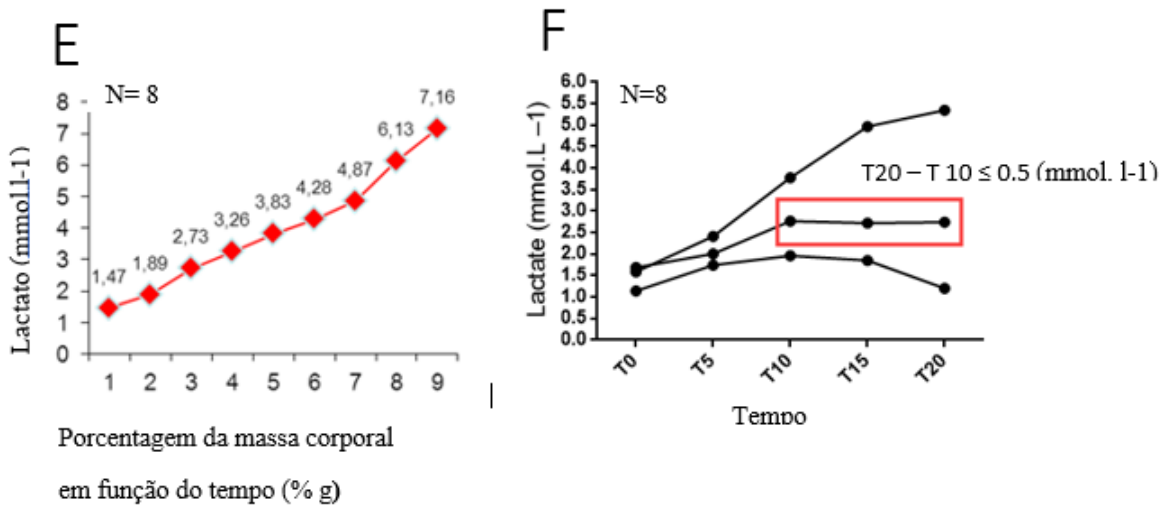 E
N= 8
Lactato (mmol.l-1)
8
7
6
5
4
3
2
1
0
1,47
1,89
2,73
3,26
3,83
4,28
4,87
6,13
7,16
1 2 3 4 5 6 7 8 9
Porcentagem da massa corporal
em função do tempo (% g)
F
N=8
Lactate (mmol.L –1)
6.0
5.5
5.0
4.5
4.0
3.5
3.0
2.5
2.0
1.5
1.0
0.5
0.0
T20 – T 10 ≤ 0.5 (mmol. l-1)
T0 T5 T10 T15 T20
Tempo